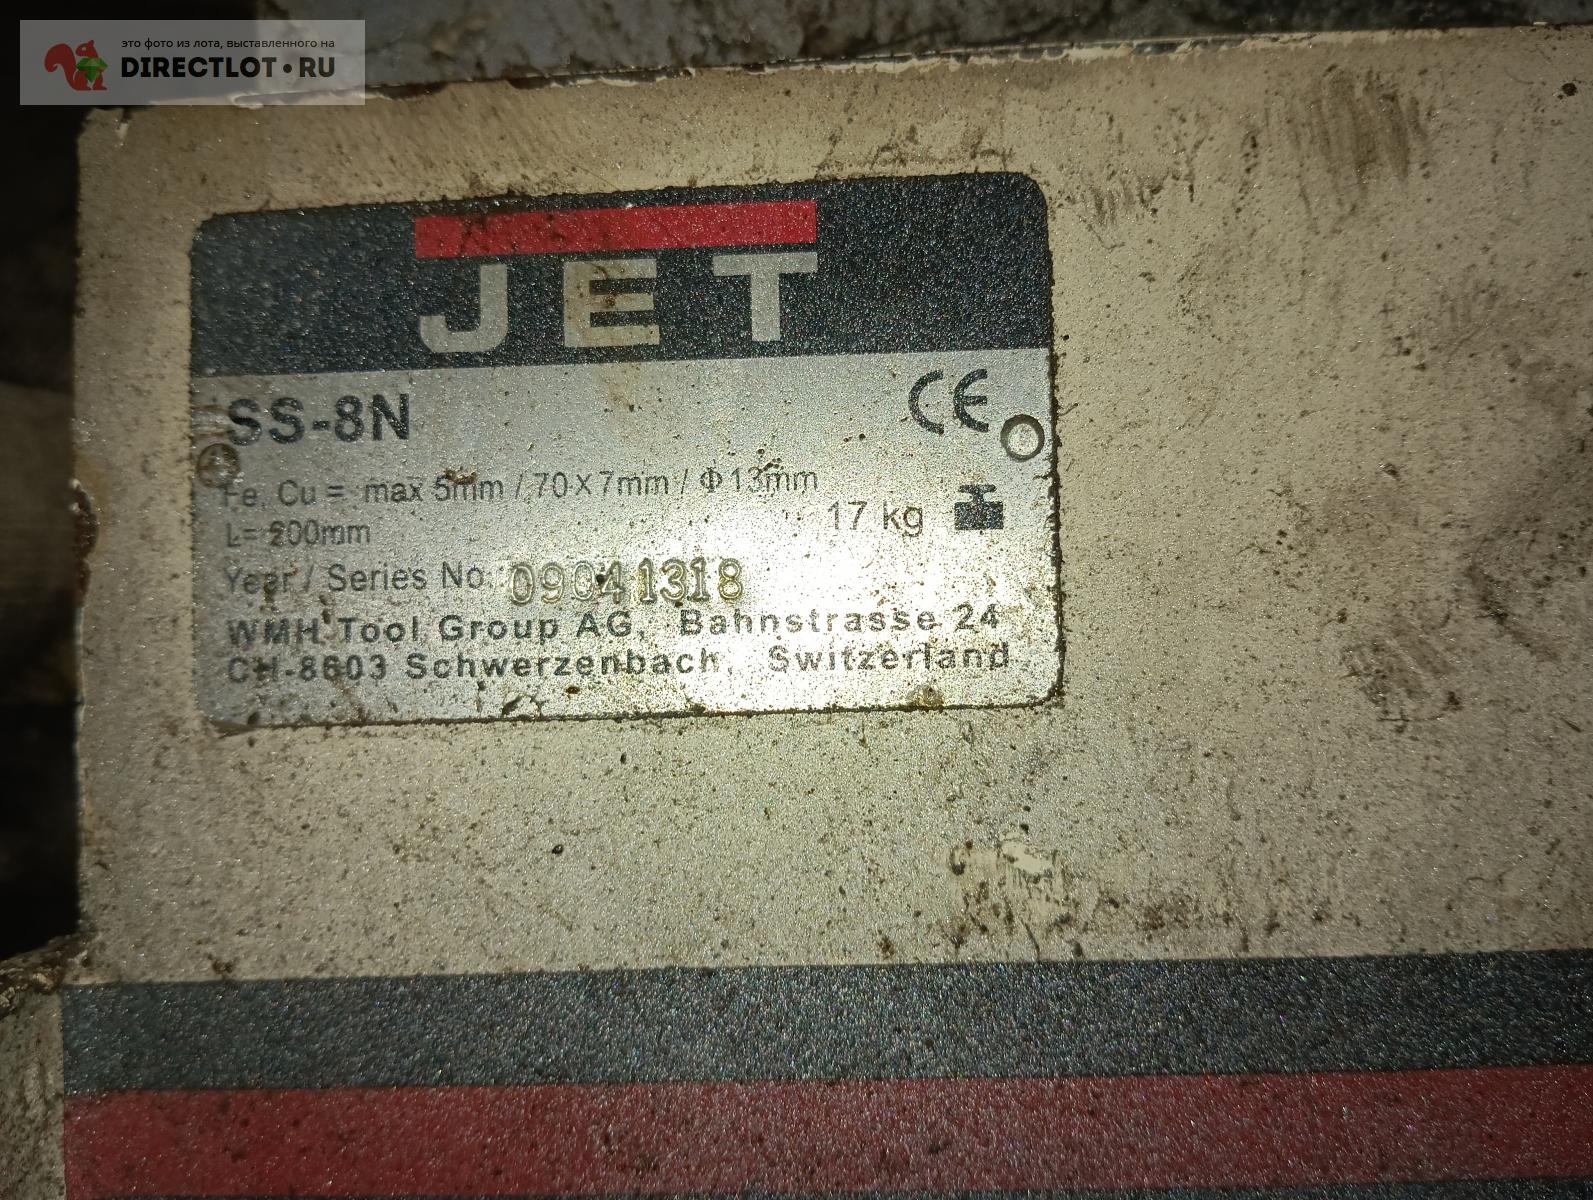 это фото из лота, выставленного на
DIRECTLOT•RU
JET
SS-8N
CE
Fe, Cu = max 5mm / 70×7mm / Φ13mm
L= 200mm
17 kg
Year / Series No. 09041318
WMH Tool Group AG, Bahnstrasse 24
CH-8603 Schwerzenbach, Switzerland